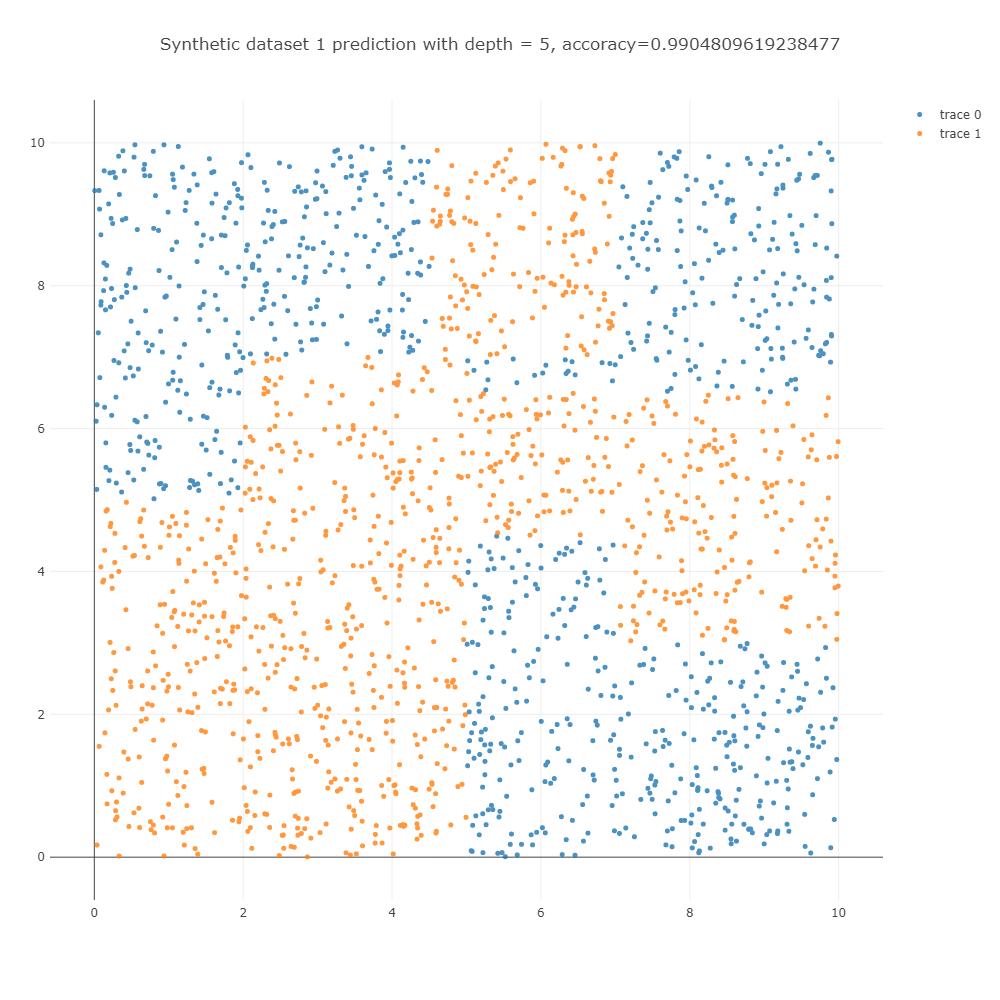 Synthetic dataset 1 prediction with depth = 5, accoracy=0.9904809619238477
trace 0
trace 1
10
8
6
4
2
0
0 2 4 6 8 10